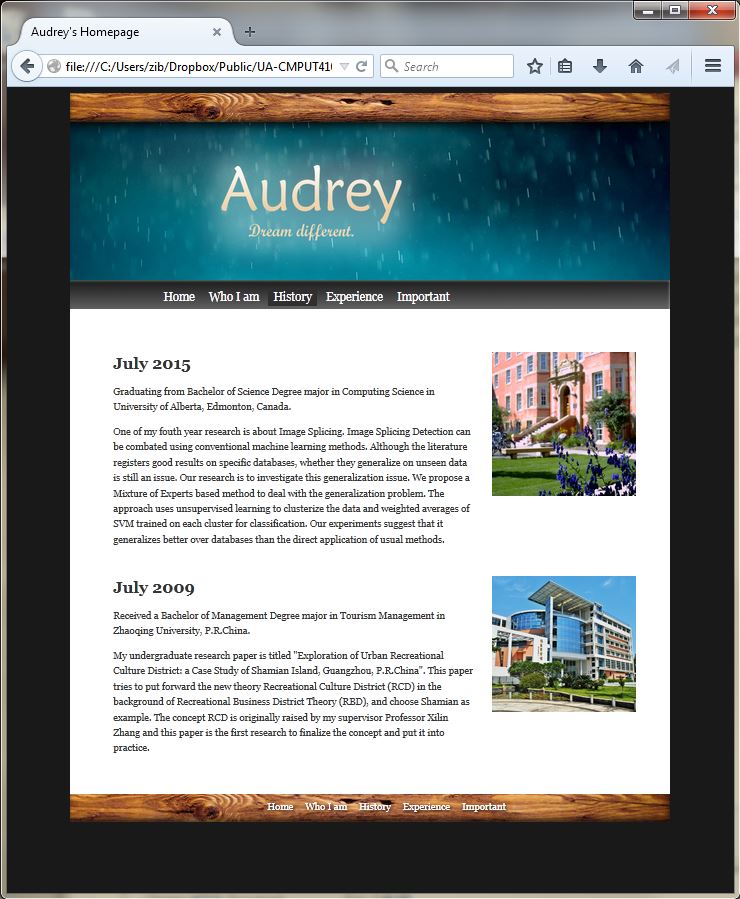 Audrey's Homepage
file:///C:/Users/zib/Dropbox/Public/UA-CMPUT410
Search
Audrey
Dream different.
Home Who I am History Experience Important
July 2015
Graduating from Bachelor of Science Degree major in Computing Science in
University of Alberta, Edmonton, Canada.
One of my fouth year research is about Image Splicing. Image Splicing Detection can
be combated using conventional machine learning methods. Although the literature
registers good results on specific databases, whether they generalize on unseen data
is still an issue. Our research is to investigate this generalization issue. We propose a
Mixture of Experts based method to deal with the generalization problem. The
approach uses unsupervised learning to clusterize the data and weighted averages of
SVM trained on each cluster for classification. Our experiments suggest that it
generalizes better over databases than the direct application of usual methods.
July 2009
Received a Bachelor of Management Degree major in Tourism Management in
Zhaoqing University, P.R.China.
My undergraduate research paper is titled "Exploration of Urban Recreational
Culture District: a Case Study of Shamian Island, Guangzhou, P.R.China". This paper
tries to put forward the new theory Recreational Culture District (RCD) in the
background of Recreational Business District Theory (RBD), and choose Shamian as
example. The concept RCD is originally raised by my supervisor Professor Xilin
Zhang and this paper is the first research to finalize the concept and put it into
practice.
Home Who I am History Experience Important